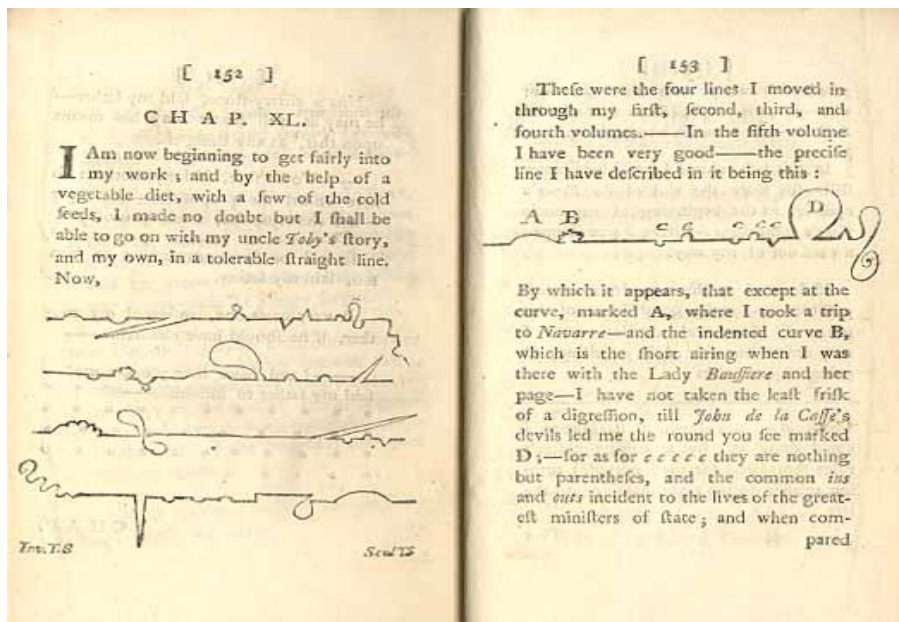 [ 152 ]
CHAP. XL.
I Am now beginning to get fairly into
my work ; and by the help of a
vegetable diet, with a few of the cold
ſeeds, I made no doubt but I ſhall be
able to go on with my uncle Toby's ſtory,
and my own, in a tolerable ſtraight line.
Now,
Inv. T.S
Scul TS
[ 153 ]
Theſe were the four lines I moved in
through my firſt, ſecond, third, and
fourth volumes.——In the fifth volume
I have been very good——the preciſe
line I have deſcribed in it being this :
A B c c c c c D
By which it appears, that except at the
curve, marked A, where I took a trip
to Navarre—and the indented curve B,
which is the ſhort airing when I was
there with the Lady Bauſſiere and her
page—I have not taken the leaſt friſk
of a digreſſion, till John de la Caſſe's
devils led me the round you ſee marked
D ;—for as for c c c c c they are nothing
but parentheſes, and the common ins
and outs incident to the lives of the great-
eſt miniſters of ſtate ; and when com-
pared